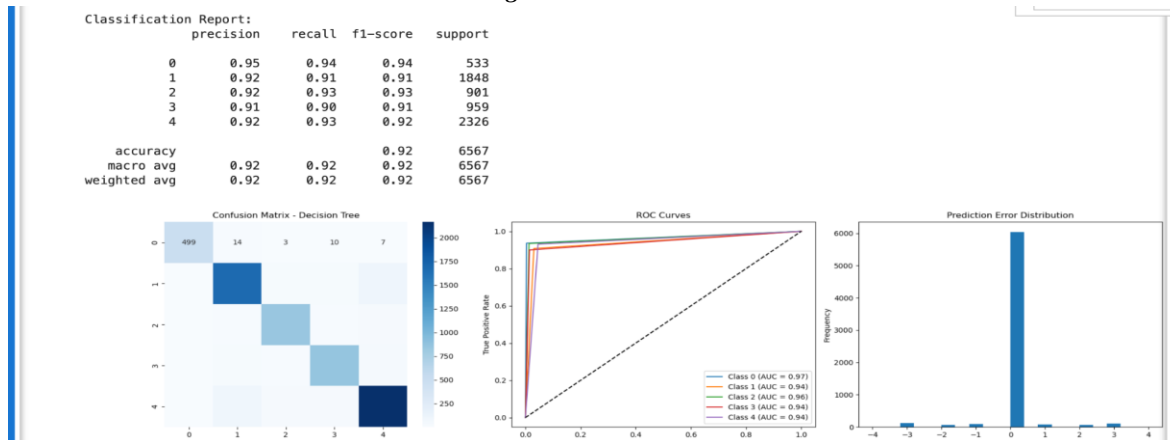 Classification Report:
precision recall f1-score support
0 0.95 0.94 0.94 533
1 0.92 0.91 0.91 1848
2 0.92 0.93 0.93 901
3 0.91 0.90 0.91 959
4 0.92 0.93 0.92 2326
accuracy 0.92 6567
macro avg 0.92 0.92 0.92 6567
weighted avg 0.92 0.92 0.92 6567
Confusion Matrix - Decision Tree
0 499 14 3 10 7
1
2
3
4
0 1 2 3 4
2000
1750
1500
1250
1000
750
500
250
ROC Curves
True Positive Rate
1.0
0.8
0.6
0.4
0.2
0.0
Class 0 (AUC = 0.97)
Class 1 (AUC = 0.94)
Class 2 (AUC = 0.96)
Class 3 (AUC = 0.94)
Class 4 (AUC = 0.94)
0.0 0.2 0.4 0.6 0.8 1.0
Prediction Error Distribution
Frequency
6000
5000
4000
3000
2000
1000
0
−4 −3 −2 −1 0 1 2 3 4